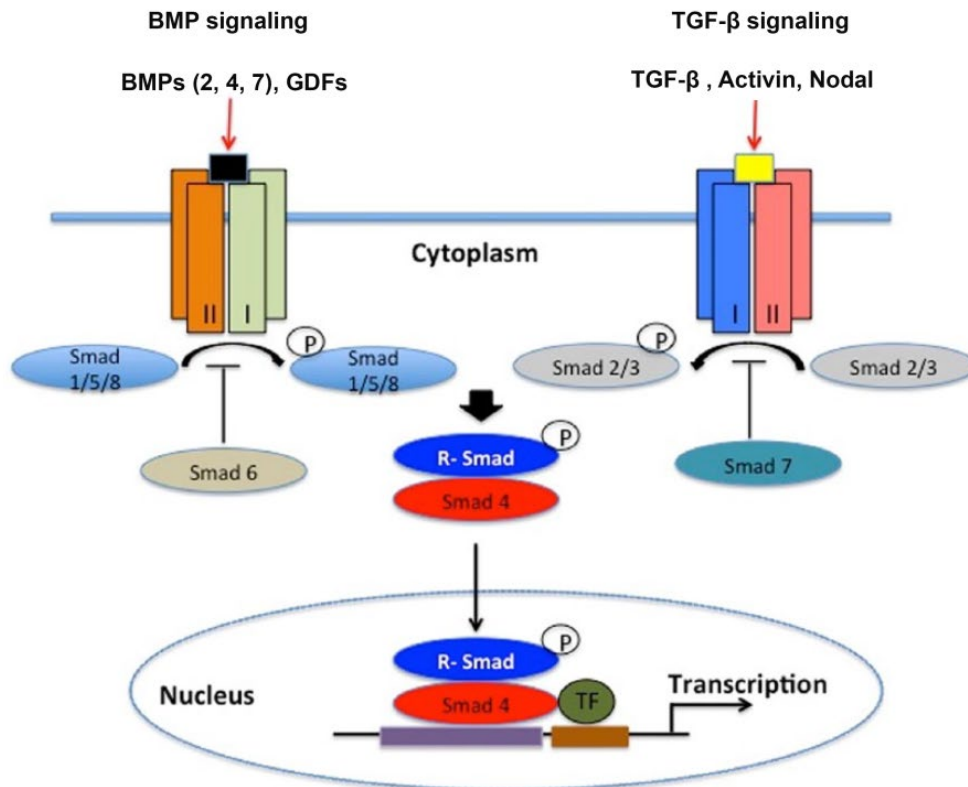 BMP signaling
TGF-β signaling
BMPs (2, 4, 7), GDFs
TGF-β , Activin, Nodal
Cytoplasm
II
I
I
II
P
P
Smad
1/5/8
Smad
1/5/8
Smad 2/3
Smad 2/3
P
R- Smad
Smad 4
Smad 6
Smad 7
P
R- Smad
Nucleus
Smad 4
TF
Transcription